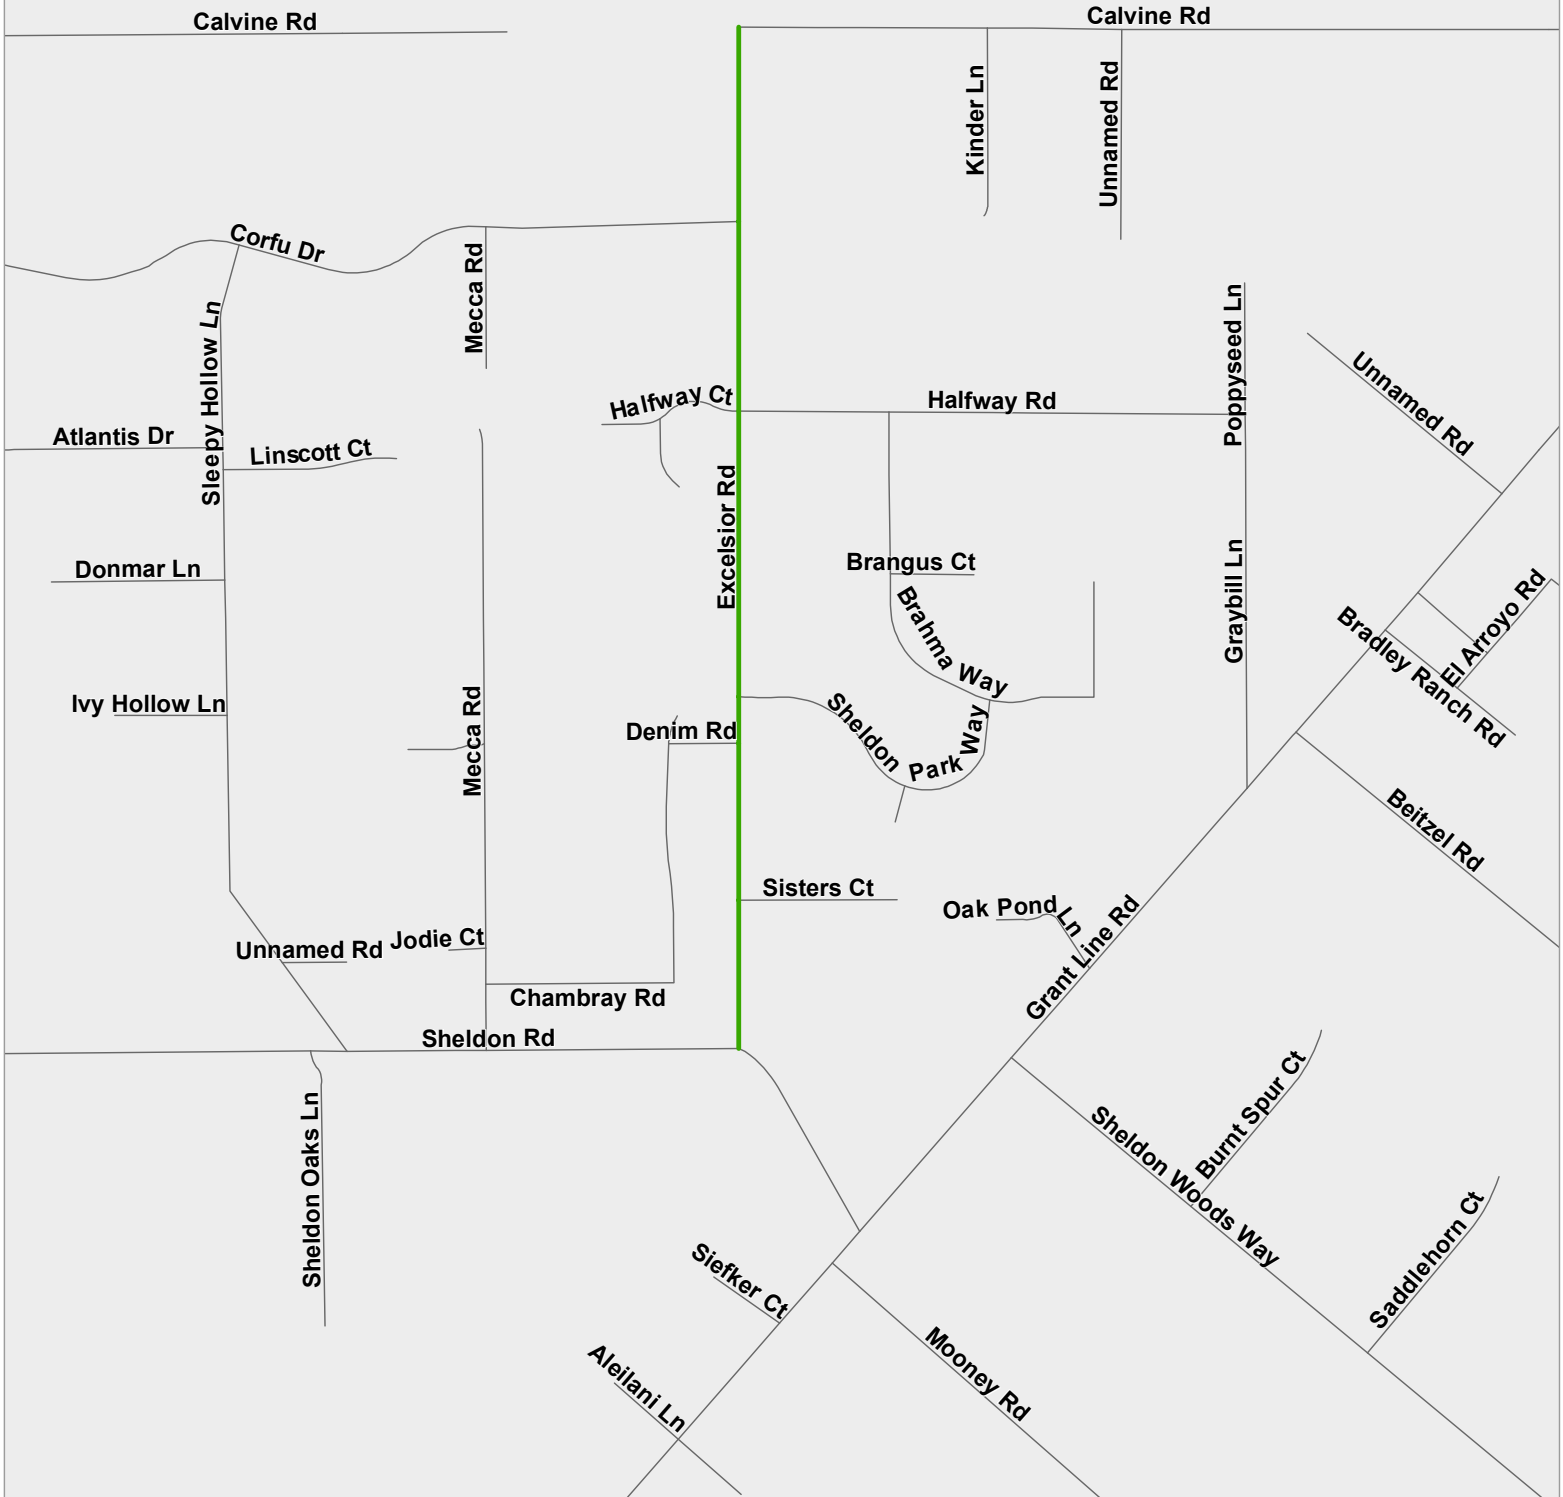 Calvine Rd
Calvine Rd
Kinder Ln
Unnamed Rd
Corfu Dr
Mecca Rd
Sleepy Hollow Ln
Poppyseed Ln
Unnamed Rd
Halfway Ct
Halfway Rd
Atlantis Dr
Linscott Ct
Excelsior Rd
Donmar Ln
Brangus Ct
Brahma Way
Graybill Ln
El Arroyo Rd
Bradley Ranch Rd
Ivy Hollow Ln
Mecca Rd
Denim Rd
Sheldon Park Way
Beitzel Rd
Sisters Ct
Oak Pond Ln
Grant Line Rd
Unnamed Rd
Jodie Ct
Chambray Rd
Sheldon Rd
Sheldon Oaks Ln
Burnt Spur Ct
Sheldon Woods Way
Saddlehorn Ct
Siefker Ct
Aleilani Ln
Mooney Rd